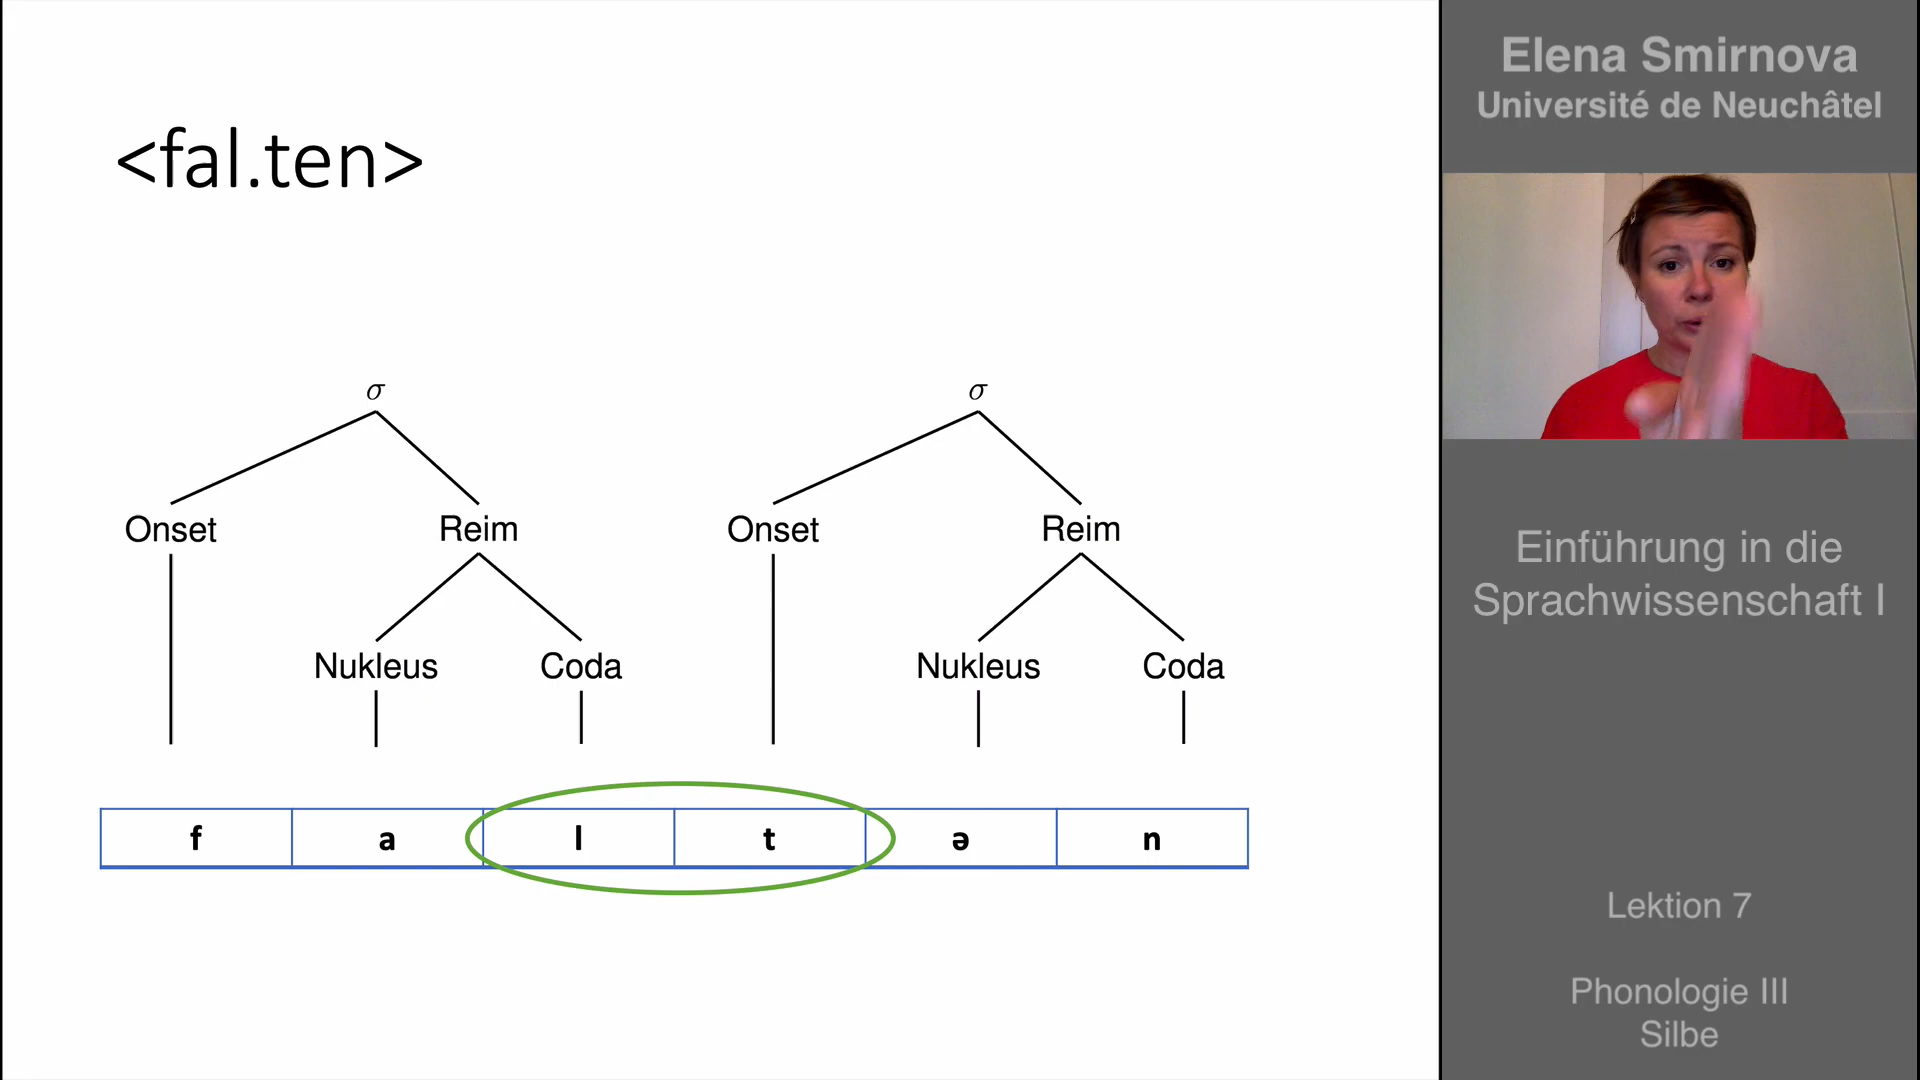 <fal.ten>
σ σ
Onset Reim Onset Reim
Nukleus Coda Nukleus Coda
f a l t ə n
Elena Smirnova
Université de Neuchâtel
Einführung in die
Sprachwissenschaft I
Lektion 7
Phonologie III
Silbe